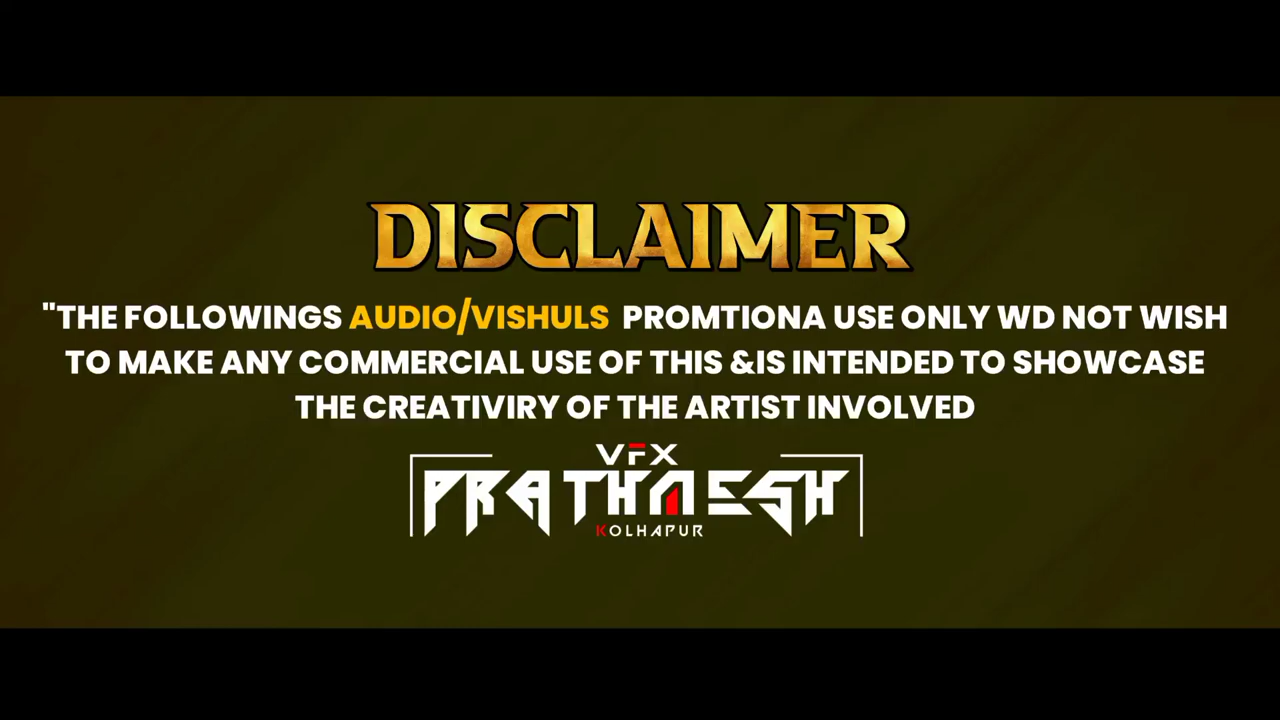 DISCLAIMER
"THE FOLLOWINGS AUDIO/VISHULS PROMTIONA USE ONLY WD NOT WISH
TO MAKE ANY COMMERCIAL USE OF THIS &IS INTENDED TO SHOWCASE
THE CREATIVIRY OF THE ARTIST INVOLVED
VFX
PRATHMESH
KOLHAPUR